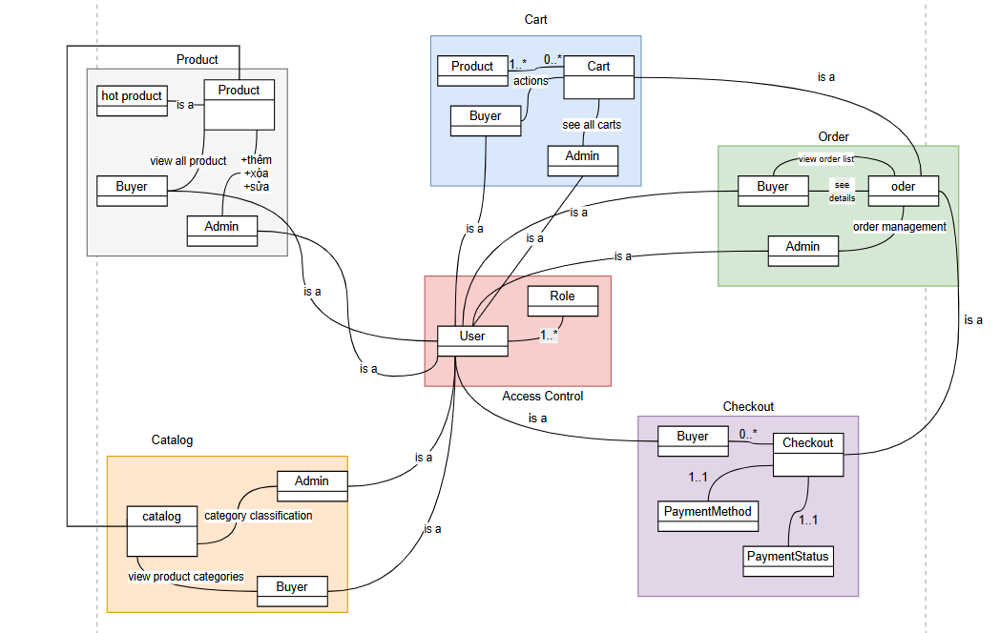 Cart
Product
1..*
0..*
Cart
actions
Buyer
see all carts
Admin
is a
Product
hot product
is a
Product
view all product
+thêm
+xóa
+sửa
Buyer
Admin
Order
view order list
Buyer
see
details
oder
order management
Admin
is a
is a
is a
is a
is a
is a
is a
Role
User
1..*
Access Control
is a
Checkout
Buyer
0..*
Checkout
1..1
PaymentMethod
1..1
PaymentStatus
Catalog
is a
Admin
catalog
category classification
is a
view product categories
Buyer